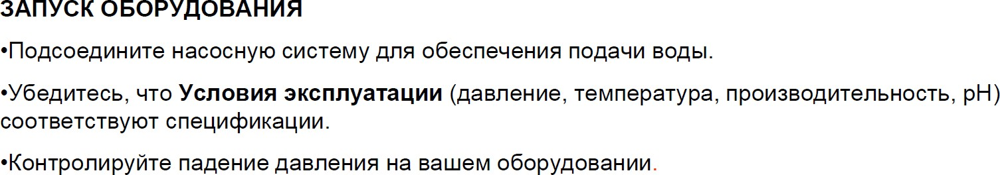 ЗАПУСК ОБОРУДОВАНИЯ
•Подсоедините насосную систему для обеспечения подачи воды.
•Убедитесь, что Условия эксплуатации (давление, температура, производительность, pH)
соответствуют спецификации.
•Контролируйте падение давления на вашем оборудовании.